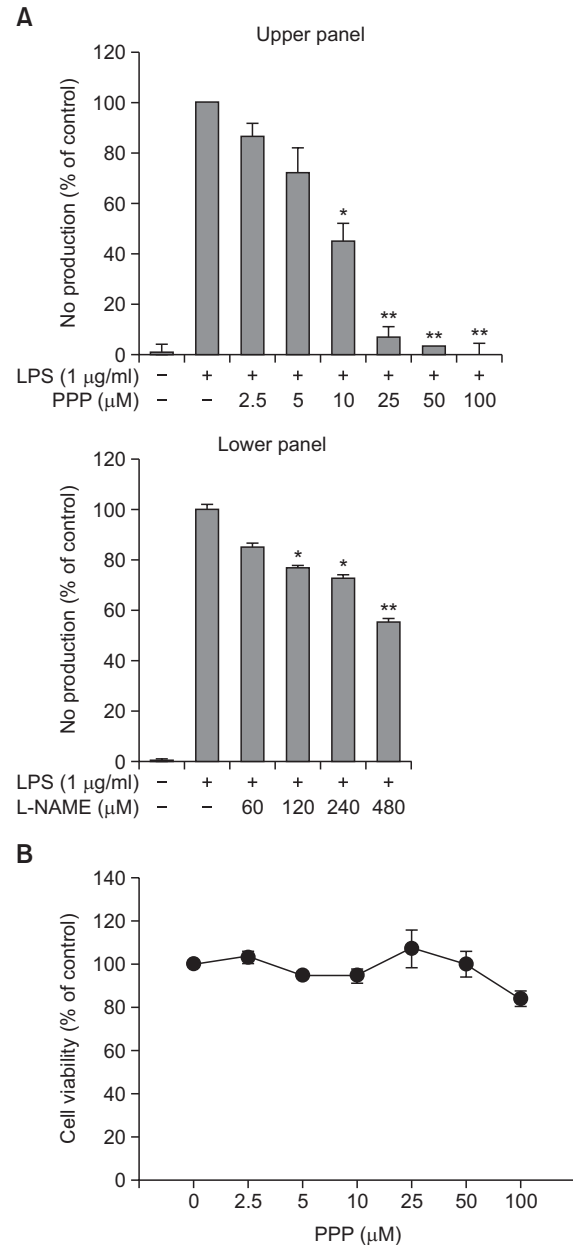 A
Upper panel
120
100
80
60
40
20
0
No production (% of control)
*
**
**
**
LPS (1 μg/ml) − + + + + + + +
PPP (μM) − − 2.5 5 10 25 50 100
Lower panel
120
100
80
60
40
20
0
No production (% of control)
*
*
**
LPS (1 μg/ml) − + + + + +
L-NAME (μM) − − 60 120 240 480
B
140
120
100
80
60
40
20
0
Cell viability (% of control)
0 2.5 5 10 25 50 100
PPP (μM)